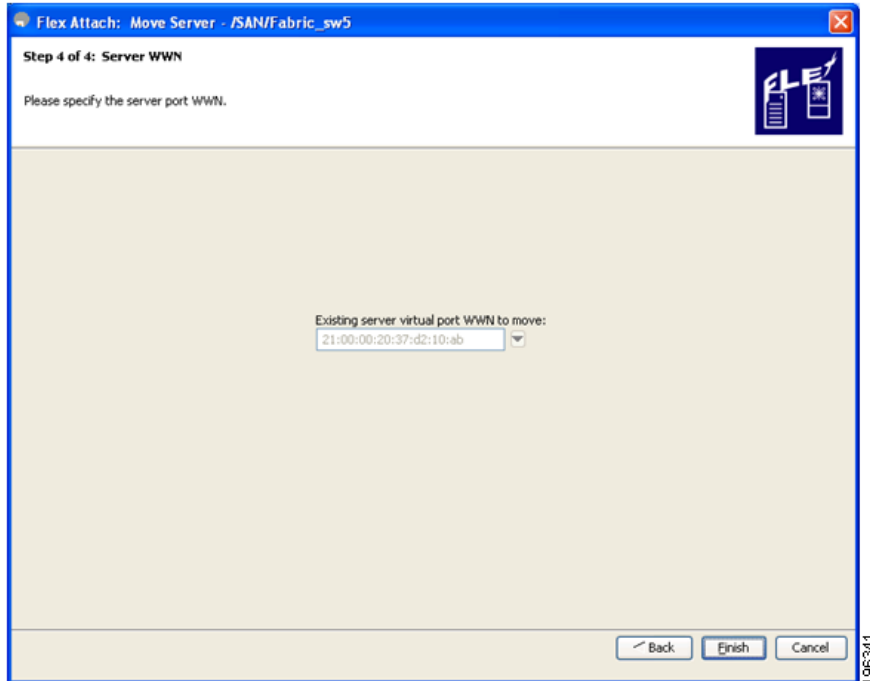 Flex Attach: Move Server - /SAN/Fabric_sw5
Step 4 of 4: Server WWN
Please specify the server port WWN.
FLEX
Existing server virtual port WWN to move:
21:00:00:20:37:d2:10:ab
Back
Finish
Cancel
196341